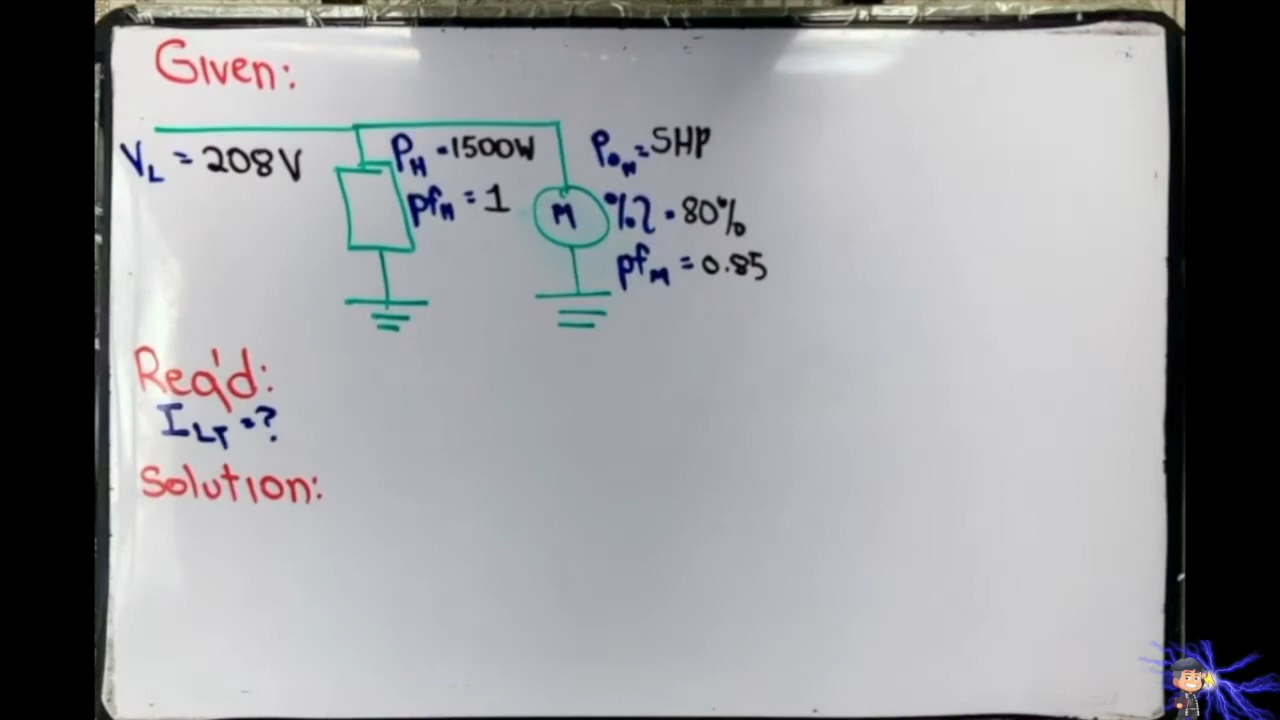 Given:
V_L = 208V
P_H = 1500W
pf_H = 1
M
P_oM = 5HP
%η = 80%
pf_M = 0.85
Req'd:
I_LT = ?
Solution: